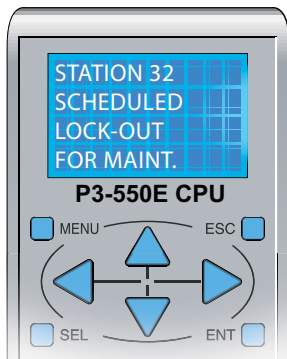 STATION 32
SCHEDULED
LOCK-OUT
FOR MAINT.
P3-550E CPU
MENU ESC
SEL ENT